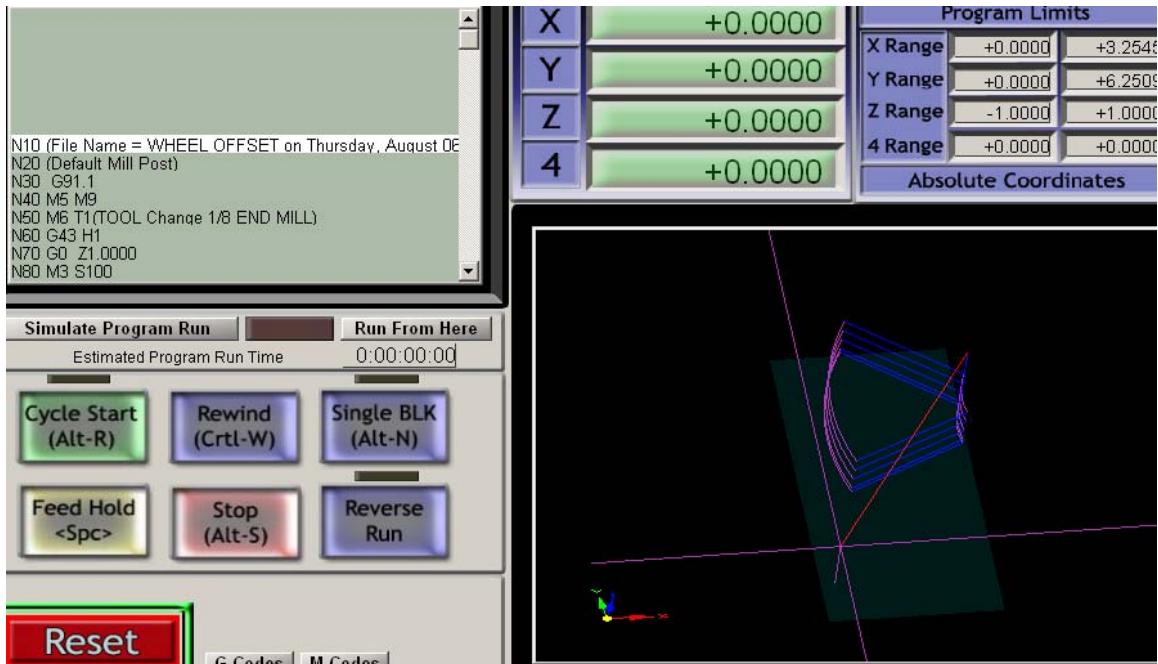 N10 (File Name = WHEEL OFFSET on Thursday, August 06
N20 (Default Mill Post)
N30 G91.1
N40 M5 M9
N50 M6 T1(TOOL Change 1/8 END MILL)
N60 G43 H1
N70 G0 Z1.0000
N80 M3 S100
X +0.0000
Y +0.0000
Z +0.0000
4 +0.0000
Program Limits
X Range +0.0000 +3.2545
Y Range +0.0000 +6.2509
Z Range -1.0000 +1.0000
4 Range +0.0000 +0.0000
Absolute Coordinates
Simulate Program Run
Run From Here
Estimated Program Run Time 0:00:00:00
Cycle Start
(Alt-R)
Rewind
(Crtl-W)
Single BLK
(Alt-N)
Feed Hold
<Spc>
Stop
(Alt-S)
Reverse
Run
Reset
G-Codes
M-Codes